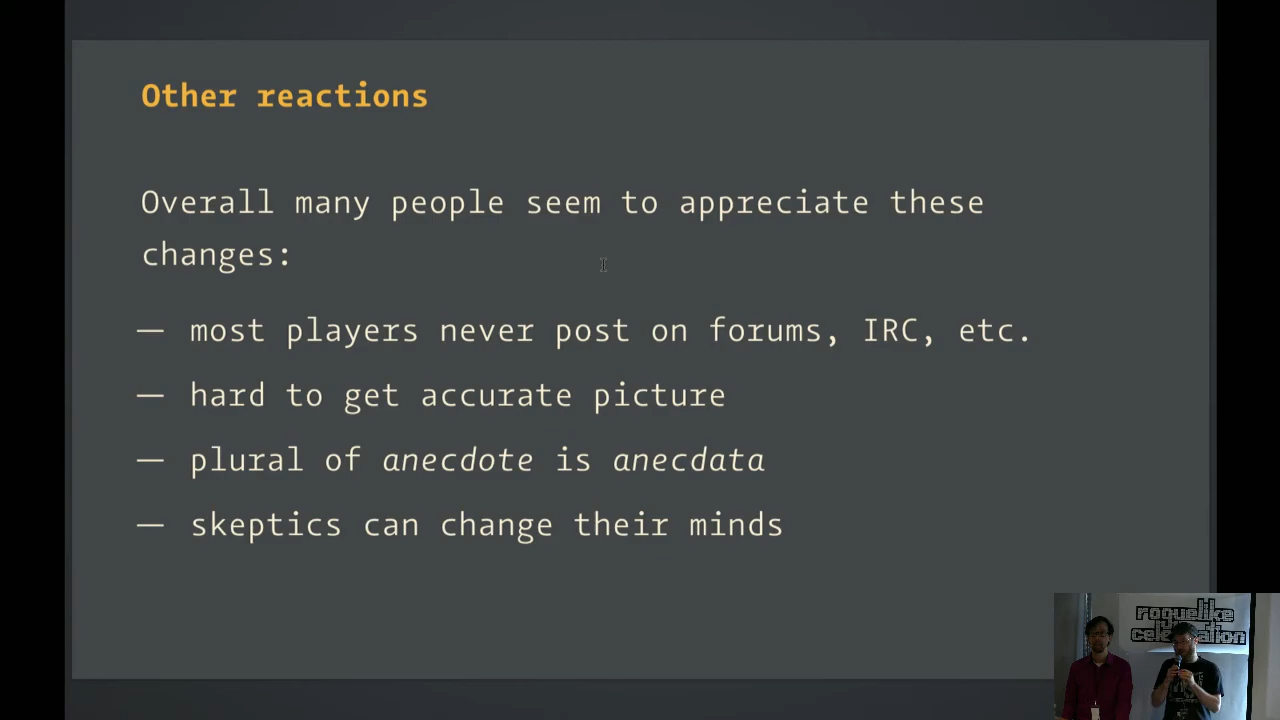 Other reactions
Overall many people seem to appreciate these
changes:
— most players never post on forums, IRC, etc.
— hard to get accurate picture
— plural of anecdote is anecdata
— skeptics can change their minds
roguelike
celebration